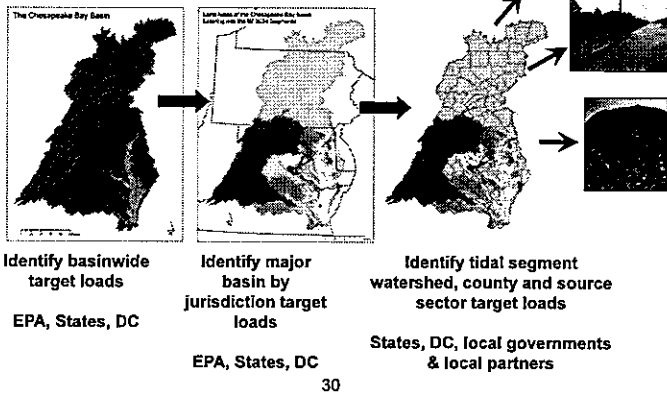 The Chesapeake Bay Basin
Identify basinwide
target loads
EPA, States, DC
Identify major
basin by
jurisdiction target
loads
EPA, States, DC
Identify tidal segment
watershed, county and source
sector target loads
States, DC, local governments
& local partners
30